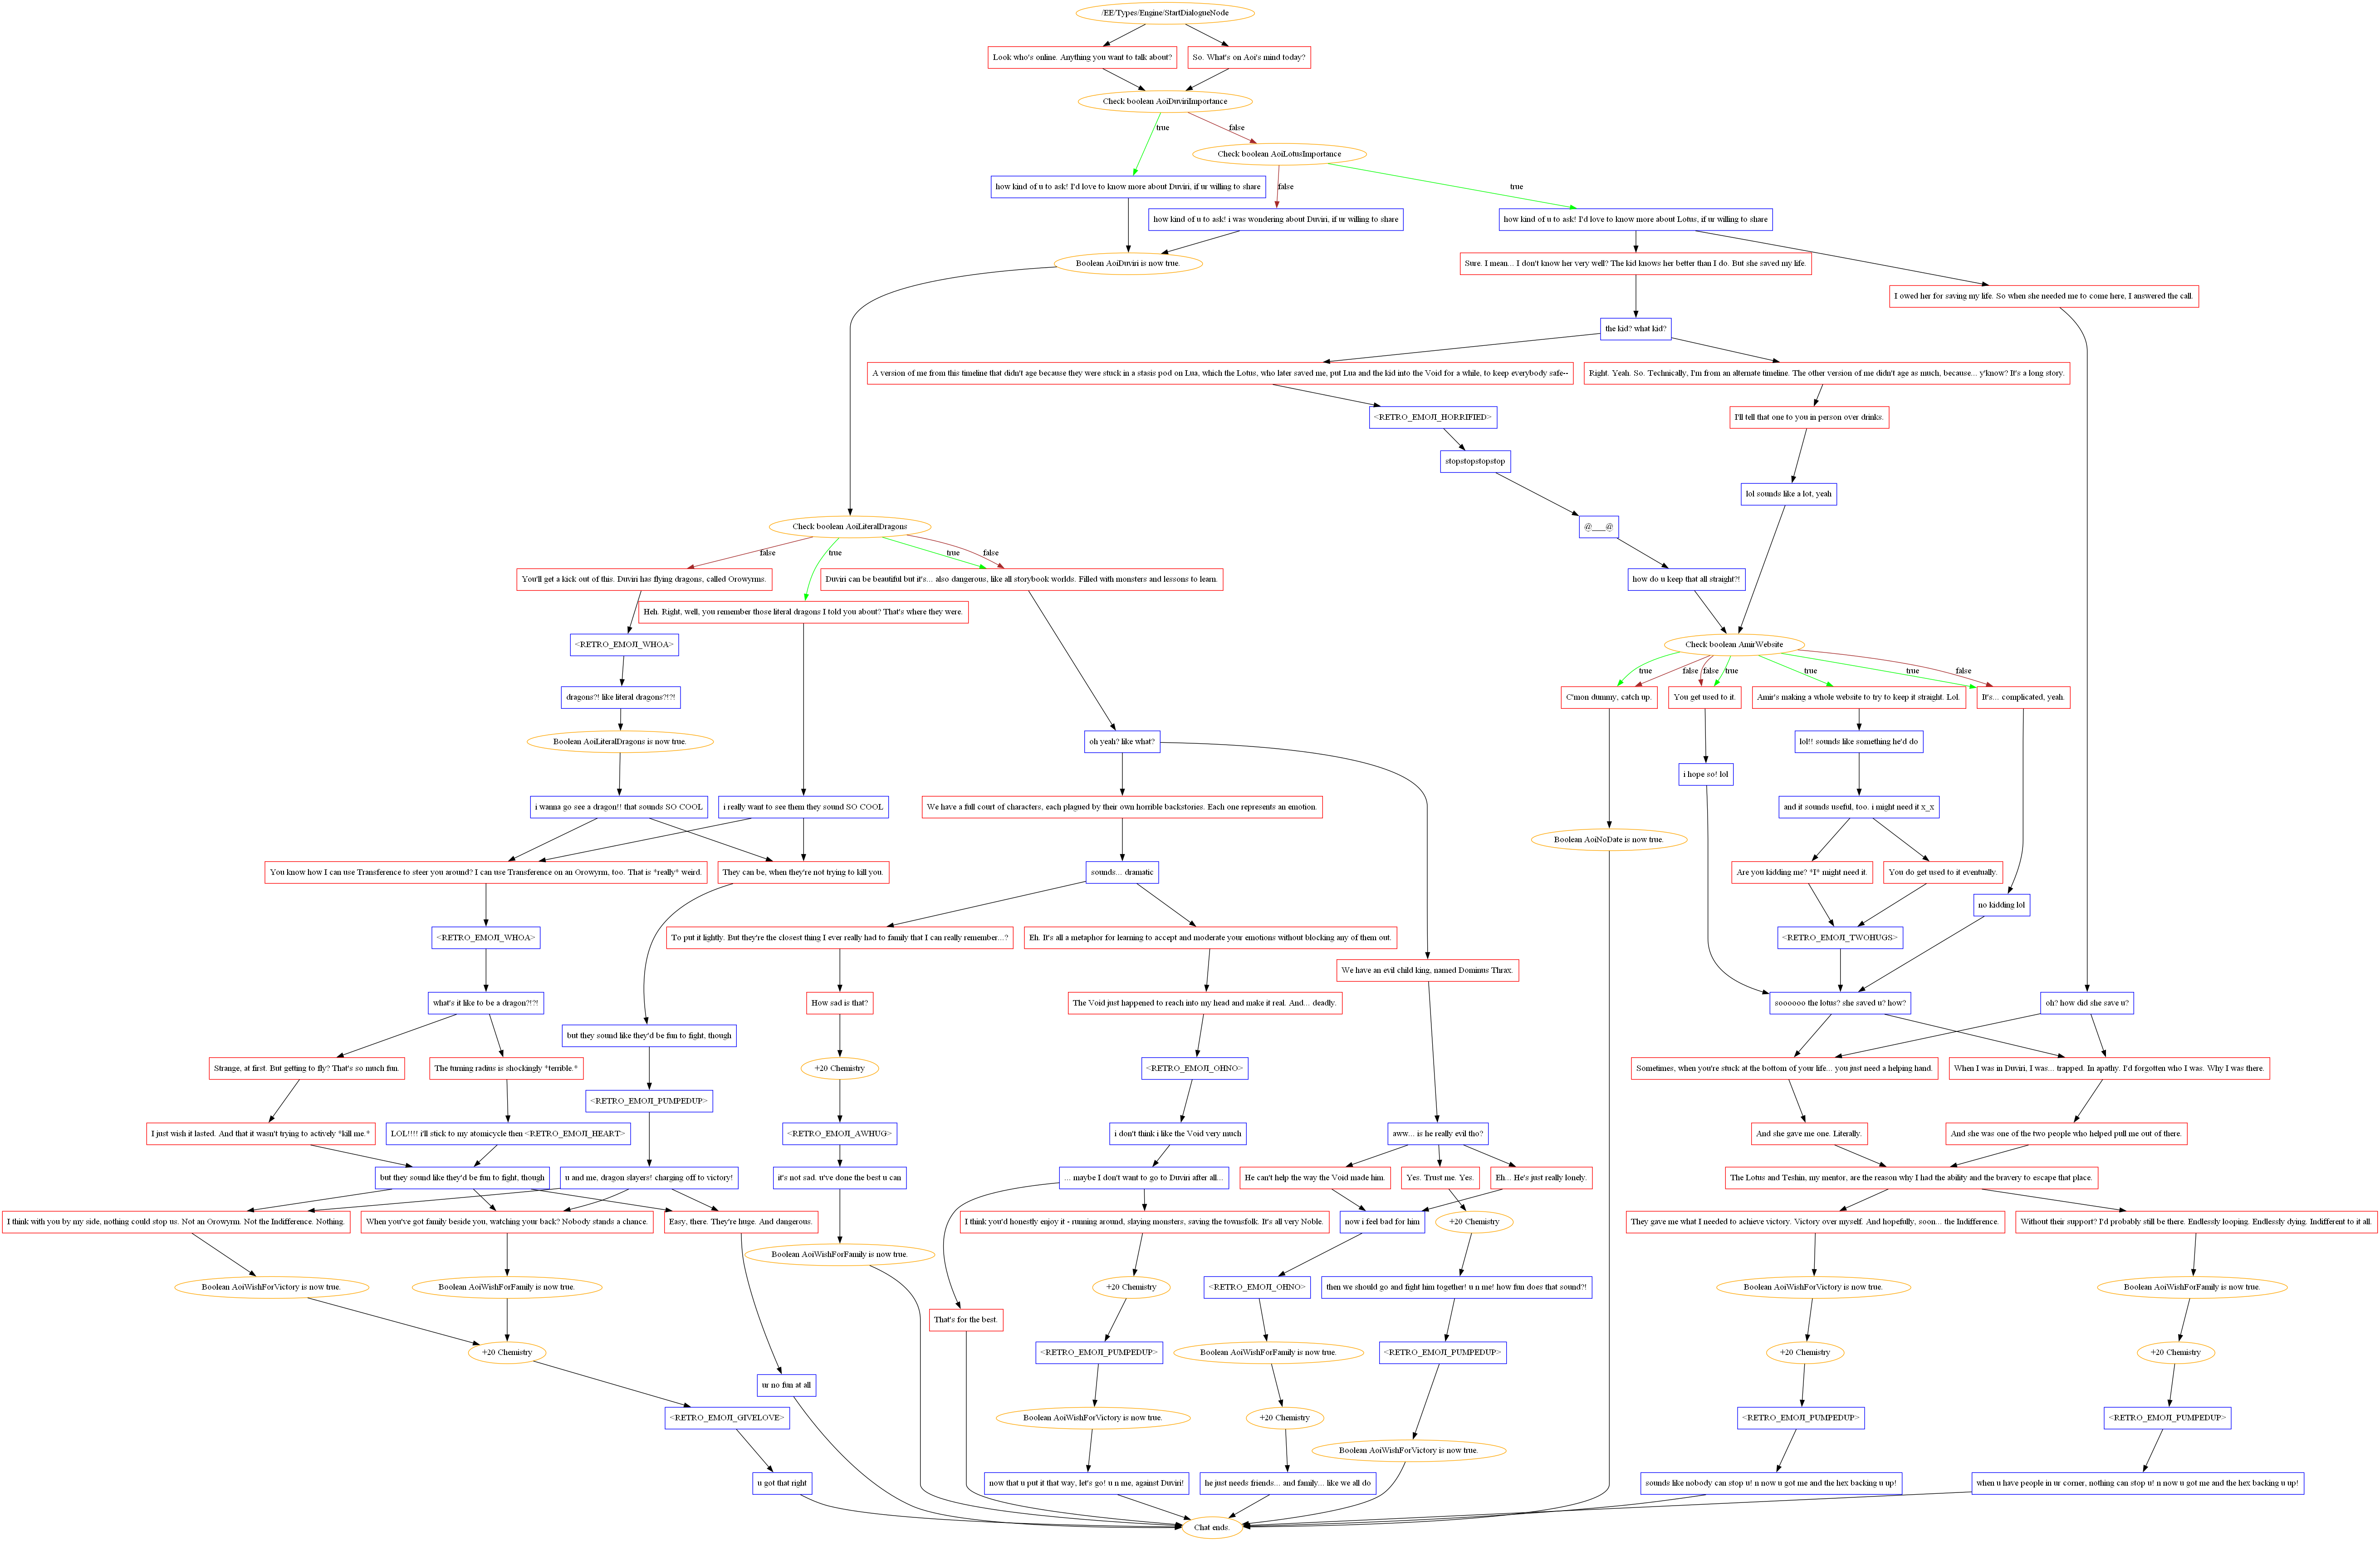 /EE/Types/Engine/StartDialogueNode
Look who's online. Anything you want to talk about?
So. What's on Aoi's mind today?
Check boolean AoiDuviriImportance
true
false
Check boolean AoiLotusImportance
how kind of u to ask! I'd love to know more about Duviri, if ur willing to share
false
true
how kind of u to ask! i was wondering about Duviri, if ur willing to share
how kind of u to ask! I'd love to know more about Lotus, if ur willing to share
Boolean AoiDuviri is now true.
Sure. I mean... I don't know her very well? The kid knows her better than I do. But she saved my life.
I owed her for saving my life. So when she needed me to come here, I answered the call.
the kid? what kid?
A version of me from this timeline that didn't age because they were stuck in a stasis pod on Lua, which the Lotus, who later saved me, put Lua and the kid into the Void for a while, to keep everybody safe--
Right. Yeah. So. Technically, I'm from an alternate timeline. The other version of me didn't age as much, because... y'know? It's a long story.
<RETRO_EMOJI_HORRIFIED>
I'll tell that one to you in person over drinks.
stopstopstopstop
lol sounds like a lot, yeah
@___@
Check boolean AoiLiteralDragons
false
true
true
false
You'll get a kick out of this. Duviri has flying dragons, called Orowyrms.
Duviri can be beautiful but it's... also dangerous, like all storybook worlds. Filled with monsters and lessons to learn.
how do u keep that all straight?!
Heh. Right, well, you remember those literal dragons I told you about? That's where they were.
<RETRO_EMOJI_WHOA>
Check boolean AmirWebsite
true
false
false
true
true
true
false
dragons?! like literal dragons?!?!
C'mon dummy, catch up.
You get used to it.
Amir's making a whole website to try to keep it straight. Lol.
It's... complicated, yeah.
Boolean AoiLiteralDragons is now true.
oh yeah? like what?
lol!! sounds like something he'd do
i hope so! lol
i wanna go see a dragon!! that sounds SO COOL
i really want to see them they sound SO COOL
We have a full court of characters, each plagued by their own horrible backstories. Each one represents an emotion.
and it sounds useful, too. i might need it x_x
Boolean AoiNoDate is now true.
You know how I can use Transference to steer you around? I can use Transference on an Orowyrm, too. That is *really* weird.
They can be, when they're not trying to kill you.
sounds... dramatic
Are you kidding me? *I* might need it.
You do get used to it eventually.
no kidding lol
<RETRO_EMOJI_WHOA>
To put it lightly. But they're the closest thing I ever really had to family that I can really remember...?
Eh. It's all a metaphor for learning to accept and moderate your emotions without blocking any of them out.
<RETRO_EMOJI_TWOHUGS>
We have an evil child king, named Dominus Thrax.
what's it like to be a dragon?!?!
How sad is that?
The Void just happened to reach into my head and make it real. And... deadly.
soooooo the lotus? she saved u? how?
oh? how did she save u?
but they sound like they'd be fun to fight, though
Strange, at first. But getting to fly? That's so much fun.
The turning radius is shockingly *terrible.*
+20 Chemistry
<RETRO_EMOJI_OHNO>
Sometimes, when you're stuck at the bottom of your life... you just need a helping hand.
When I was in Duviri, I was... trapped. In apathy. I'd forgotten who I was. Why I was there.
<RETRO_EMOJI_PUMPEDUP>
I just wish it lasted. And that it wasn't trying to actively *kill me.*
LOL!!!! i'll stick to my atomicycle then <RETRO_EMOJI_HEART>
<RETRO_EMOJI_AWHUG>
i don't think i like the Void very much
aww... is he really evil tho?
And she gave me one. Literally.
And she was one of the two people who helped pull me out of there.
but they sound like they'd be fun to fight, though
u and me, dragon slayers! charging off to victory!
it's not sad. u've done the best u can
... maybe I don't want to go to Duviri after all...
He can't help the way the Void made him.
Yes. Trust me. Yes.
Eh... He's just really lonely.
The Lotus and Teshin, my mentor, are the reason why I had the ability and the bravery to escape that place.
I think with you by my side, nothing could stop us. Not an Orowyrm. Not the Indifference. Nothing.
When you've got family beside you, watching your back? Nobody stands a chance.
Easy, there. They're huge. And dangerous.
I think you'd honestly enjoy it - running around, slaying monsters, saving the townsfolk. It's all very Noble.
now i feel bad for him
+20 Chemistry
They gave me what I needed to achieve victory. Victory over myself. And hopefully, soon... the Indifference.
Without their support? I'd probably still be there. Endlessly looping. Endlessly dying. Indifferent to it all.
Boolean AoiWishForFamily is now true.
Boolean AoiWishForVictory is now true.
Boolean AoiWishForFamily is now true.
+20 Chemistry
<RETRO_EMOJI_OHNO>
then we should go and fight him together! u n me! how fun does that sound?!
Boolean AoiWishForVictory is now true.
Boolean AoiWishForFamily is now true.
That's for the best.
+20 Chemistry
<RETRO_EMOJI_PUMPEDUP>
Boolean AoiWishForFamily is now true.
<RETRO_EMOJI_PUMPEDUP>
+20 Chemistry
+20 Chemistry
ur no fun at all
<RETRO_EMOJI_GIVELOVE>
Boolean AoiWishForVictory is now true.
+20 Chemistry
<RETRO_EMOJI_PUMPEDUP>
<RETRO_EMOJI_PUMPEDUP>
Boolean AoiWishForVictory is now true.
u got that right
now that u put it that way, let's go! u n me, against Duviri!
he just needs friends... and family... like we all do
sounds like nobody can stop u! n now u got me and the hex backing u up!
when u have people in ur corner, nothing can stop u! n now u got me and the hex backing u up!
Chat ends.